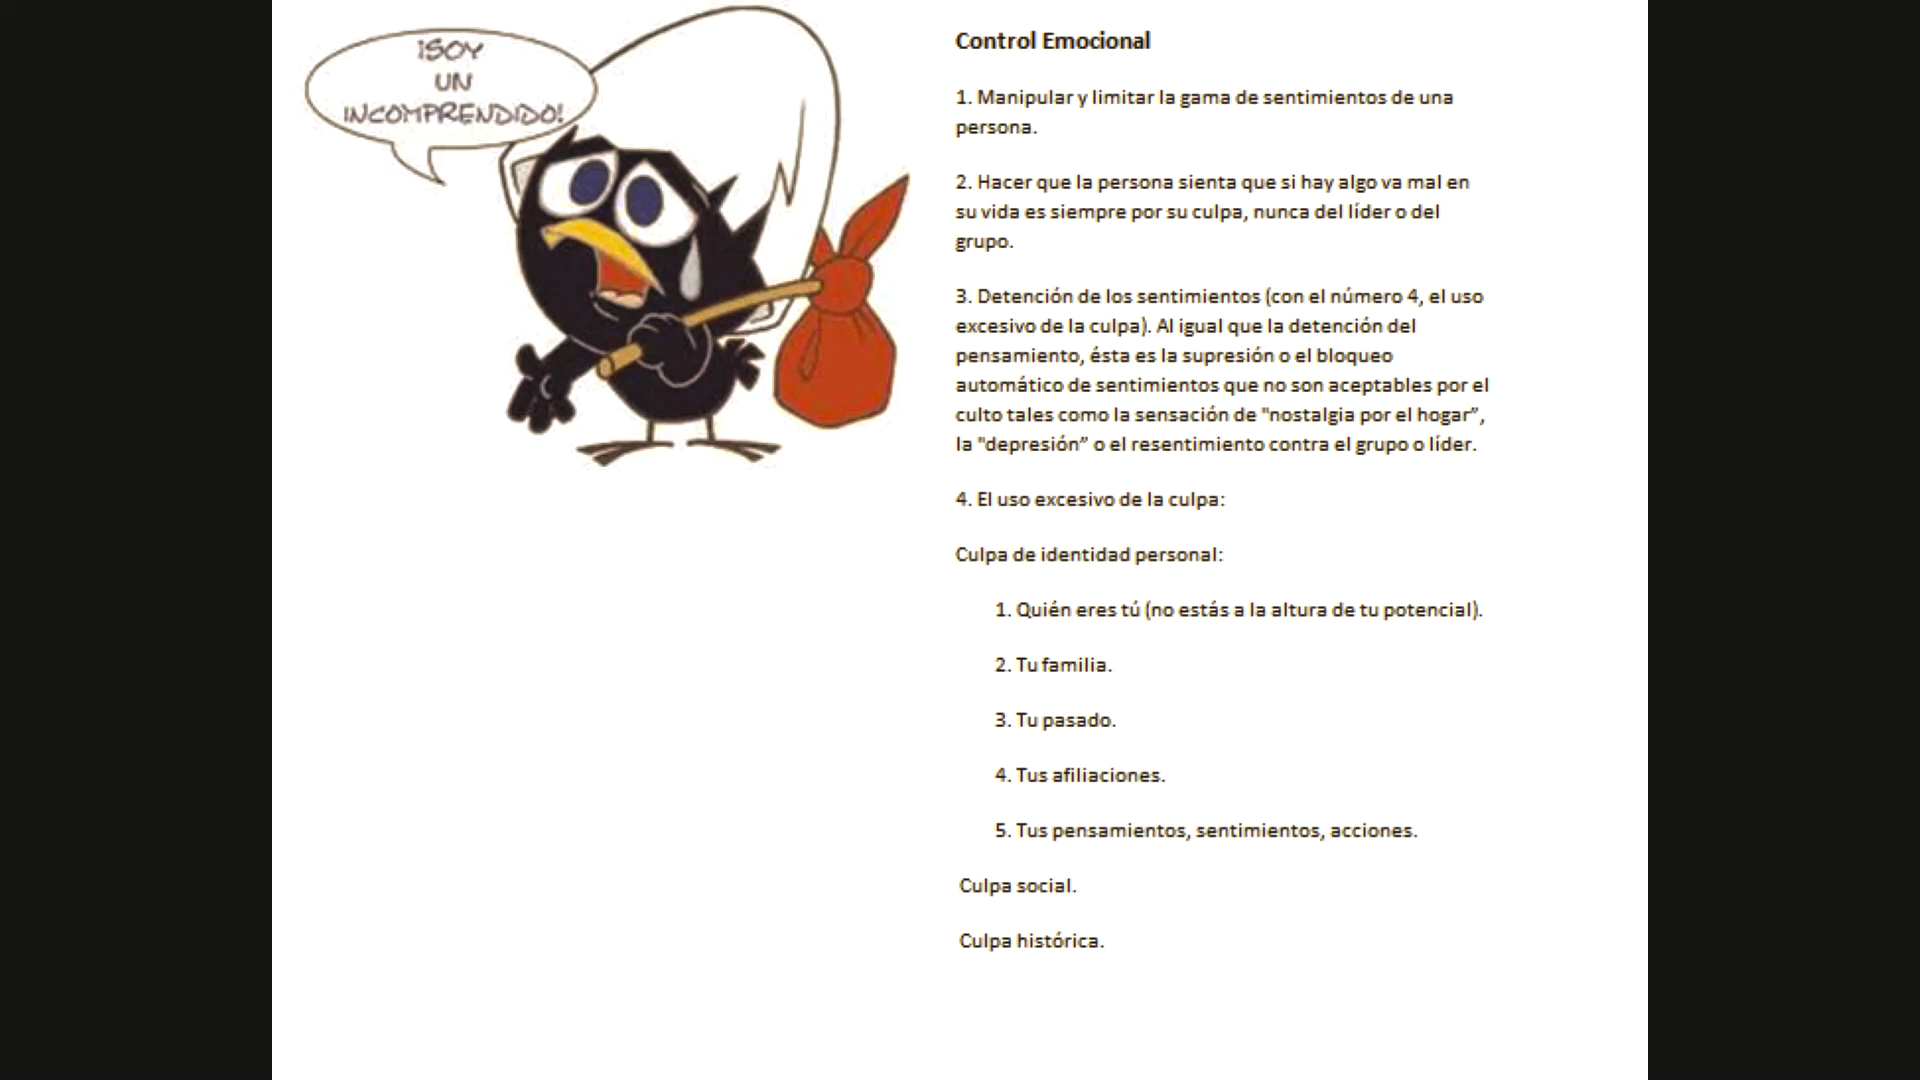 ¡SOY
UN
INCOMPRENDIDO!
Control Emocional
1. Manipular y limitar la gama de sentimientos de una
persona.
2. Hacer que la persona sienta que si hay algo va mal en
su vida es siempre por su culpa, nunca del líder o del
grupo.
3. Detención de los sentimientos (con el número 4, el uso
excesivo de la culpa). Al igual que la detención del
pensamiento, ésta es la supresión o el bloqueo
automático de sentimientos que no son aceptables por el
culto tales como la sensación de "nostalgia por el hogar”,
la "depresión” o el resentimiento contra el grupo o líder.
4. El uso excesivo de la culpa:
Culpa de identidad personal:
1. Quién eres tú (no estás a la altura de tu potencial).
2. Tu familia.
3. Tu pasado.
4. Tus afiliaciones.
5. Tus pensamientos, sentimientos, acciones.
Culpa social.
Culpa histórica.